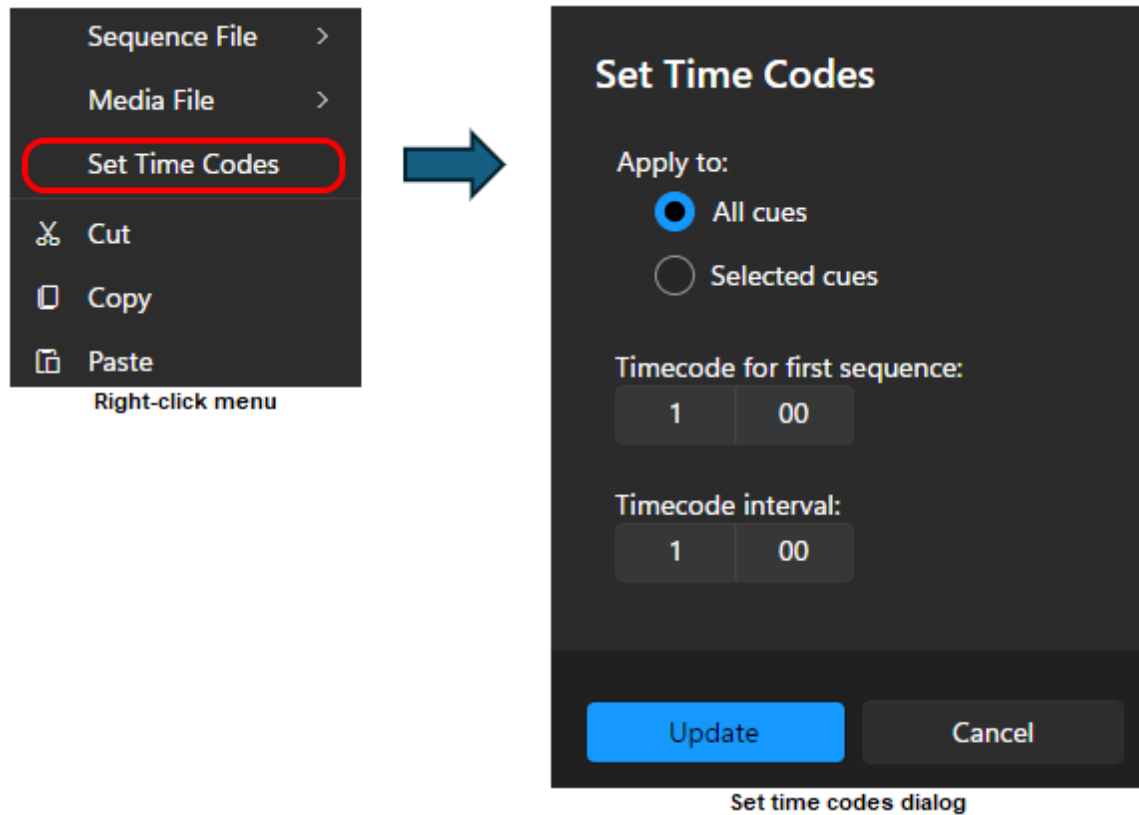 Sequence File
Media File
Set Time Codes
Cut
Copy
Paste
Right-click menu
Set Time Codes
Apply to:
All cues
Selected cues
Timecode for first sequence:
1 00
Timecode interval:
1 00
Update Cancel
Set time codes dialog